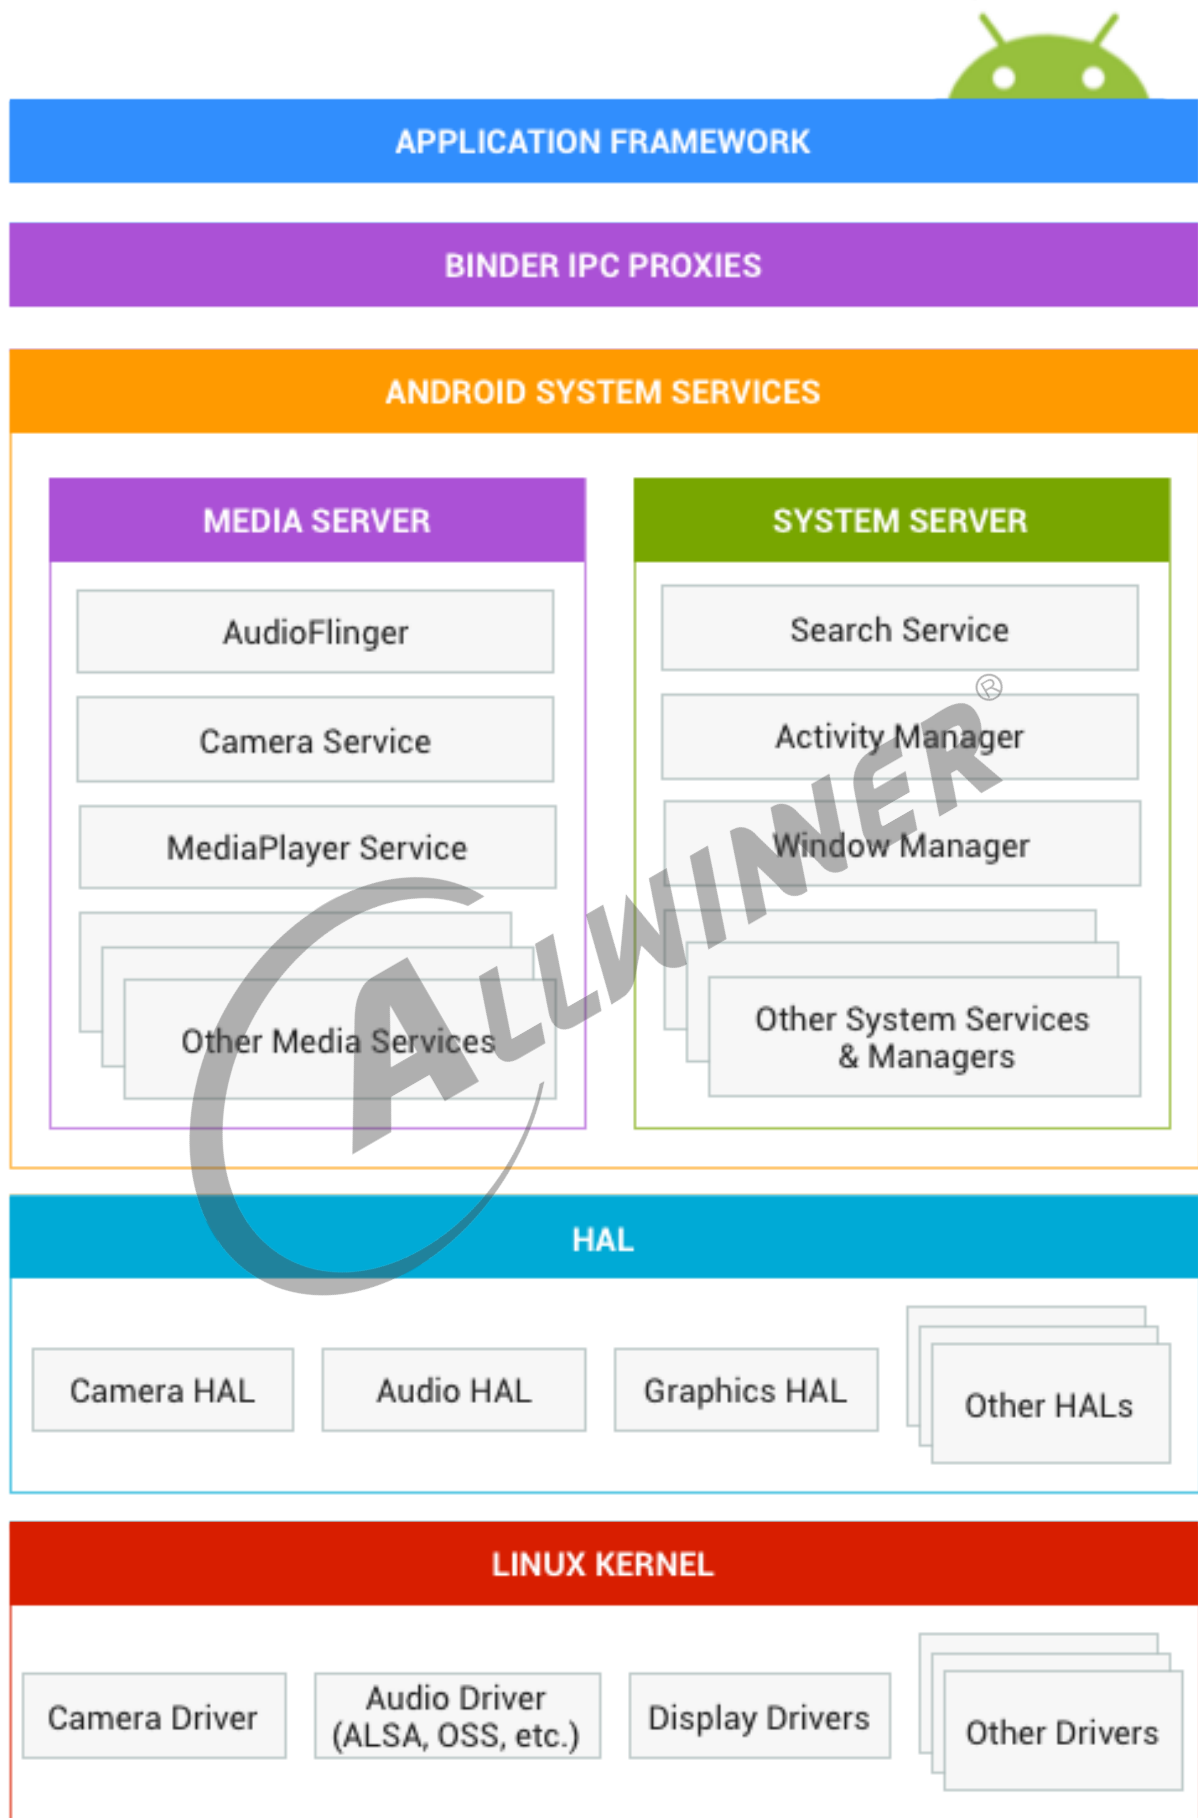 APPLICATION FRAMEWORK
BINDER IPC PROXIES
ANDROID SYSTEM SERVICES
MEDIA SERVER
AudioFlinger
Camera Service
MediaPlayer Service
Other Media Services
SYSTEM SERVER
Search Service
Activity Manager
Window Manager
Other System Services
& Managers
ALLWINNER®
HAL
Camera HAL
Audio HAL
Graphics HAL
Other HALs
LINUX KERNEL
Camera Driver
Audio Driver
(ALSA, OSS, etc.)
Display Drivers
Other Drivers